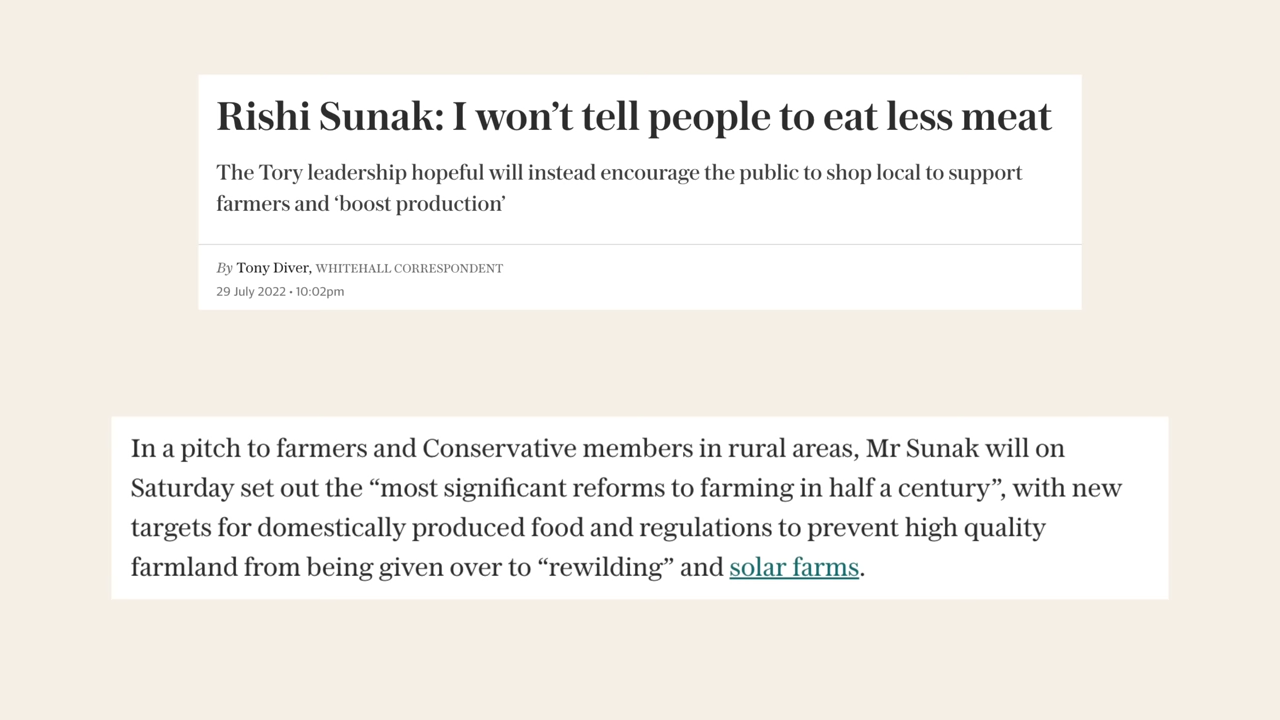 Rishi Sunak: I won’t tell people to eat less meat
The Tory leadership hopeful will instead encourage the public to shop local to support
farmers and ‘boost production’
By Tony Diver, WHITEHALL CORRESPONDENT
29 July 2022 • 10:02pm
In a pitch to farmers and Conservative members in rural areas, Mr Sunak will on
Saturday set out the “most significant reforms to farming in half a century”, with new
targets for domestically produced food and regulations to prevent high quality
farmland from being given over to “rewilding” and solar farms.